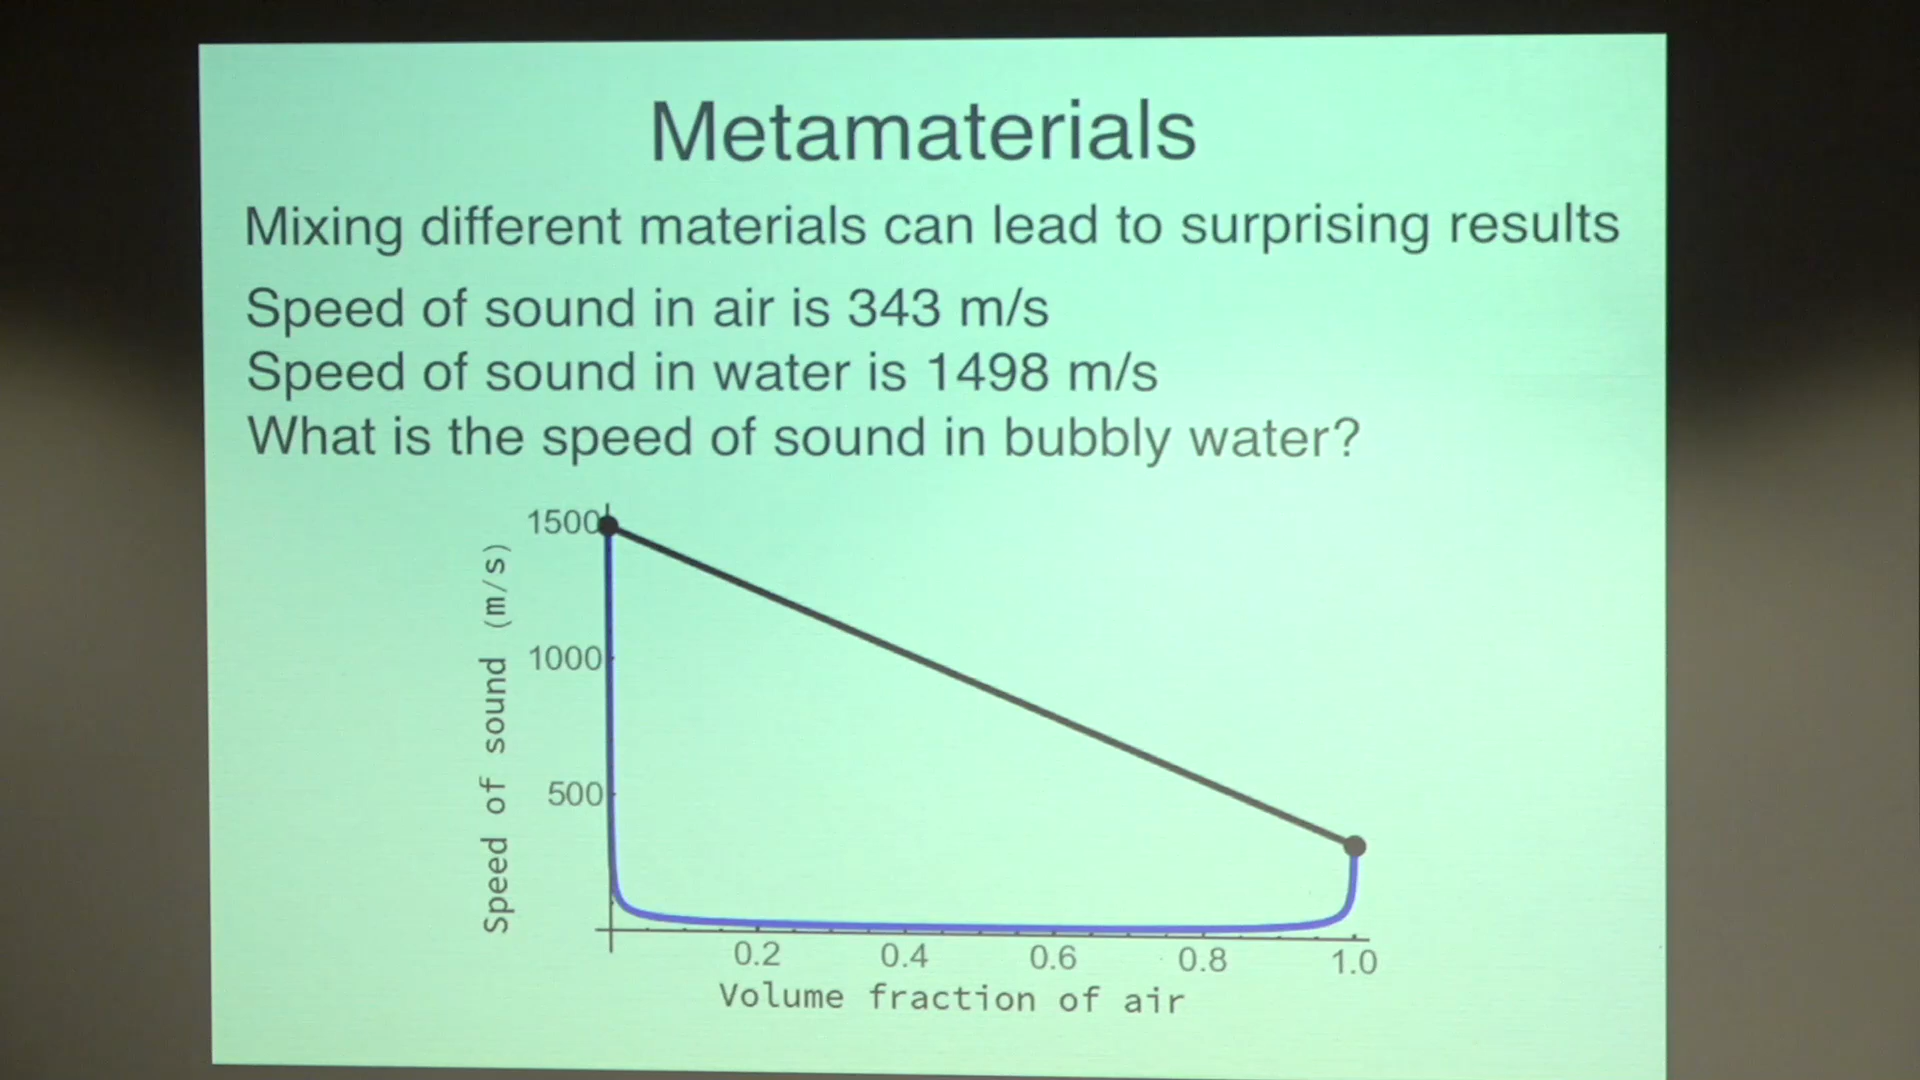 Metamaterials
Mixing different materials can lead to surprising results
Speed of sound in air is 343 m/s
Speed of sound in water is 1498 m/s
What is the speed of sound in bubbly water?
1500
1000
500
Speed of sound (m/s)
0.2 0.4 0.6 0.8 1.0
Volume fraction of air